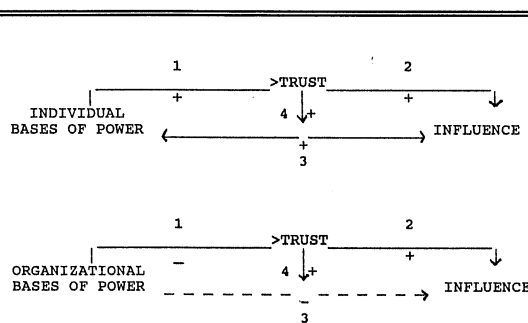 1 2
>TRUST
+ +
INDIVIDUAL 4 +
BASES OF POWER INFLUENCE
+
3
1 2
>TRUST
− +
ORGANIZATIONAL 4 +
BASES OF POWER INFLUENCE
−
3